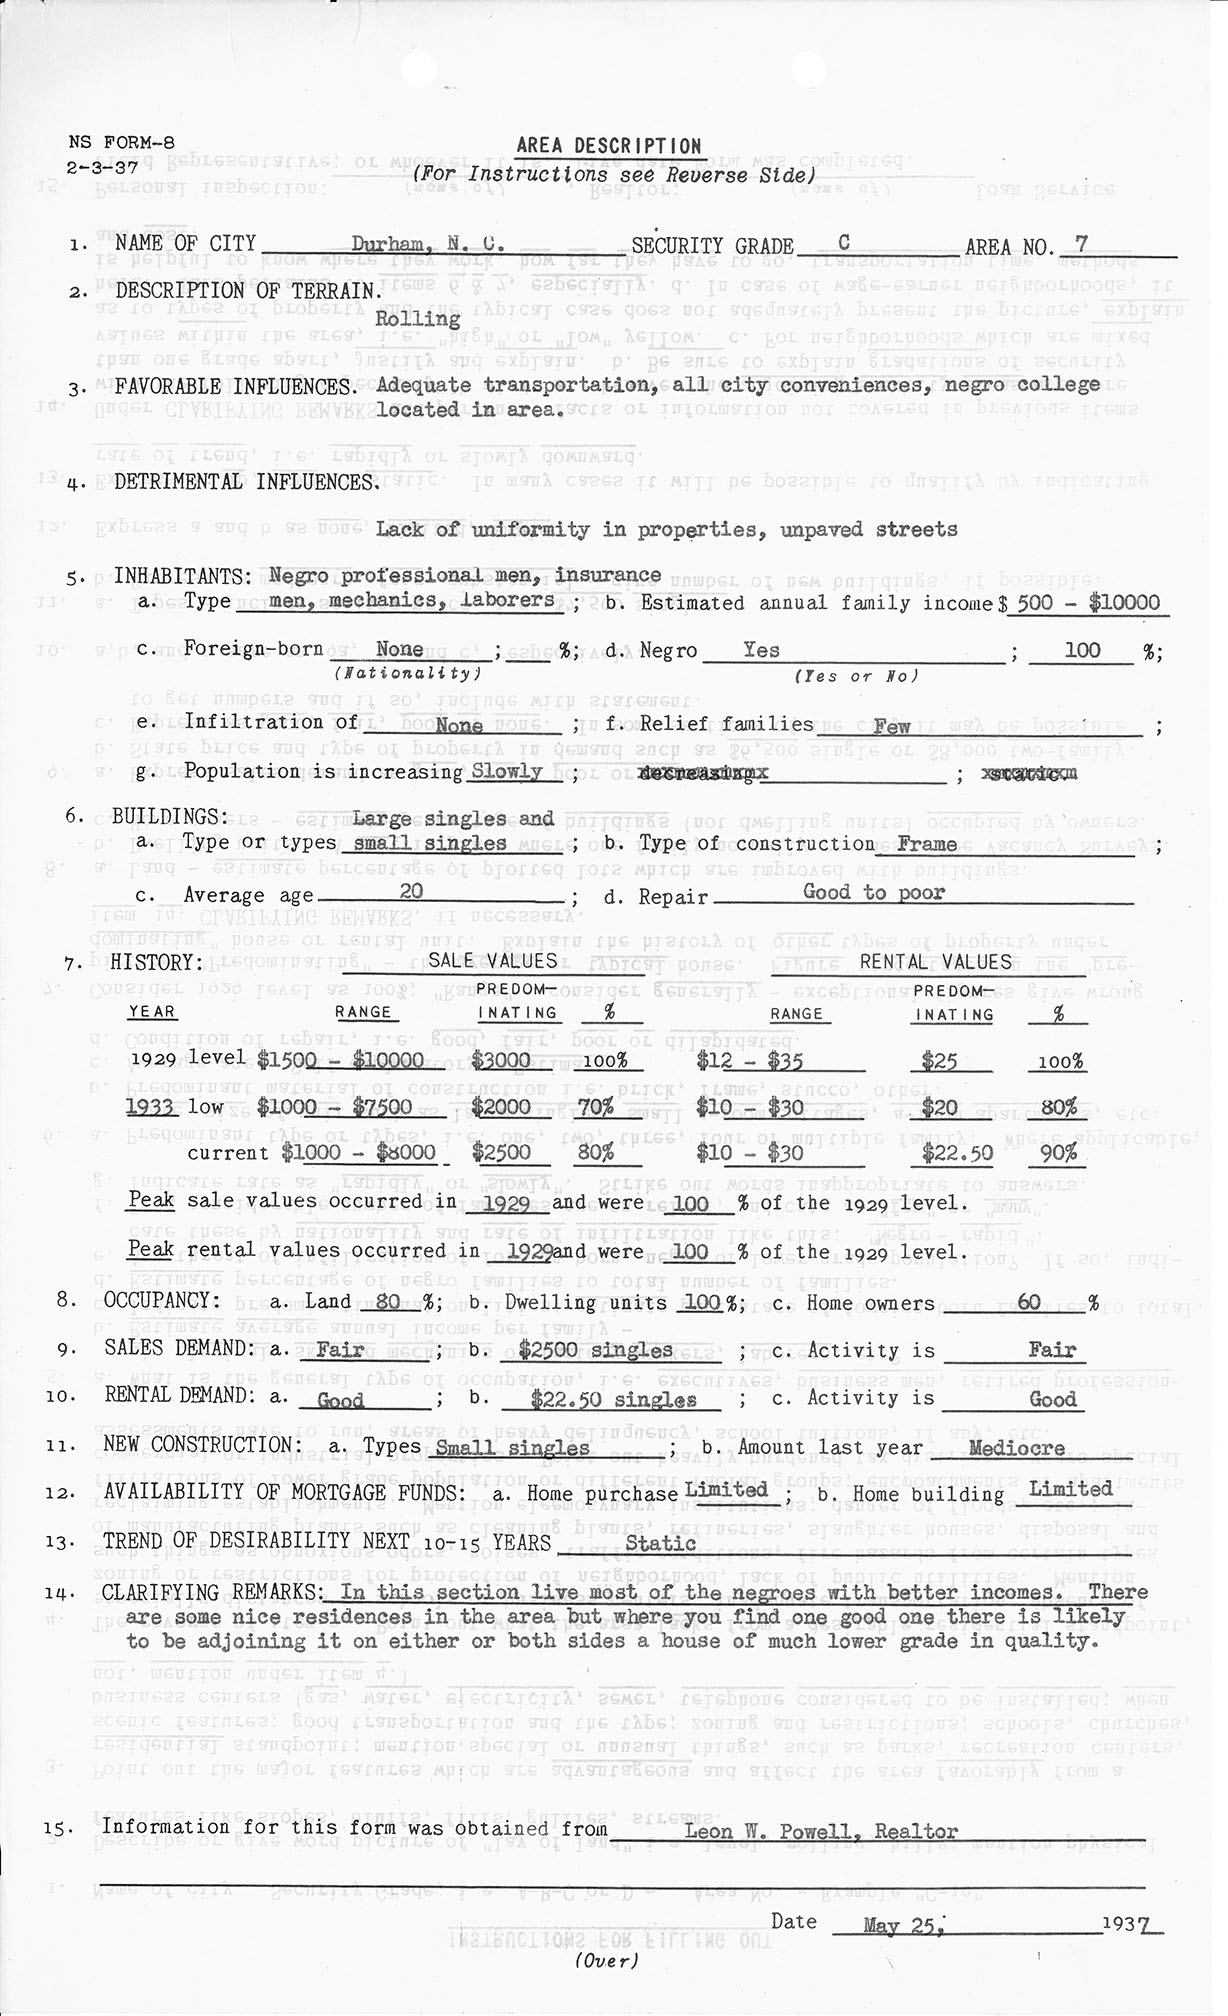 NS FORM-8
2-3-37
AREA DESCRIPTION
(For Instructions see Reverse Side)
1. NAME OF CITY Durham, N. C. SECURITY GRADE C AREA NO. 7
2. DESCRIPTION OF TERRAIN.
Rolling
3. FAVORABLE INFLUENCES. Adequate transportation, all city conveniences, negro college
located in area.
4. DETRIMENTAL INFLUENCES.
Lack of uniformity in properties, unpaved streets
5. INHABITANTS: Negro professional men, insurance
a. Type men, mechanics, laborers ; b. Estimated annual family income $ 500 - $10000
c. Foreign-born None ; %; d. Negro Yes ; 100 %;
(Nationality) (Yes or No)
e. Infiltration of None ; f. Relief families Few ;
g. Population is increasing Slowly ; decreasing ; static.
6. BUILDINGS: Large singles and
a. Type or types small singles ; b. Type of construction Frame ;
c. Average age 20 ; d. Repair Good to poor
7. HISTORY: SALE VALUES RENTAL VALUES
PREDOM- PREDOM-
YEAR RANGE INATING % RANGE INATING %
1929 level $1500 - $10000 $3000 100% $12 - $35 $25 100%
1933 low $1000 - $7500 $2000 70% $10 - $30 $20 80%
current $1000 - $8000 $2500 80% $10 - $30 $22.50 90%
Peak sale values occurred in 1929 and were 100 % of the 1929 level.
Peak rental values occurred in 1929 and were 100 % of the 1929 level.
8. OCCUPANCY: a. Land 80 %; b. Dwelling units 100 %; c. Home owners 60 %
9. SALES DEMAND: a. Fair ; b. $2500 singles ; c. Activity is Fair
10. RENTAL DEMAND: a. Good ; b. $22.50 singles ; c. Activity is Good
11. NEW CONSTRUCTION: a. Types Small singles ; b. Amount last year Mediocre
12. AVAILABILITY OF MORTGAGE FUNDS: a. Home purchase Limited ; b. Home building Limited
13. TREND OF DESIRABILITY NEXT 10-15 YEARS Static
14. CLARIFYING REMARKS: In this section live most of the negroes with better incomes. There
are some nice residences in the area but where you find one good one there is likely
to be adjoining it on either or both sides a house of much lower grade in quality.
15. Information for this form was obtained from Leon W. Powell, Realtor
Date May 25, 1937
(Over)